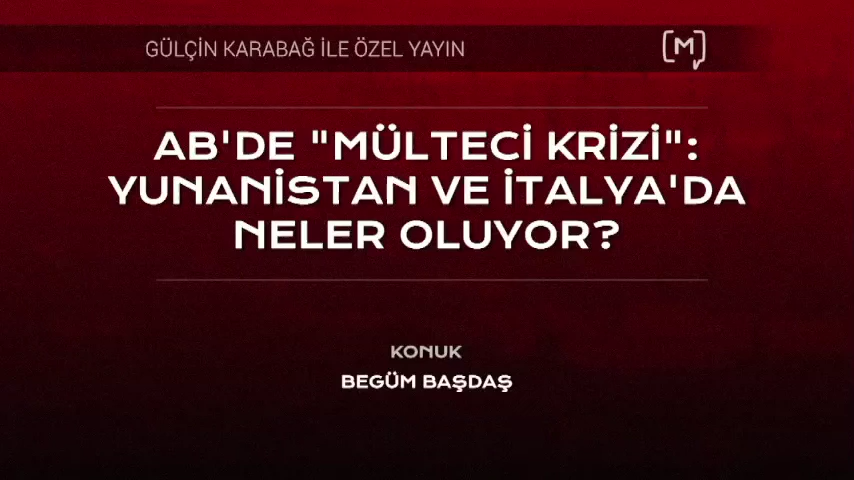 GÜLÇİN KARABAĞ İLE ÖZEL YAYIN
[M]
AB'DE "MÜLTECİ KRİZİ":
YUNANİSTAN VE İTALYA'DA
NELER OLUYOR?
KONUK
BEGÜM BAŞDAŞ